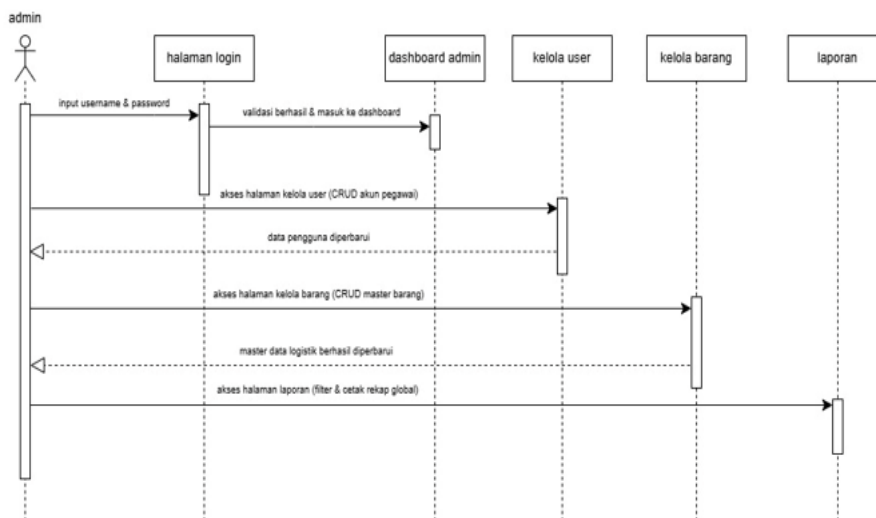 admin
halaman login
dashboard admin
kelola user
kelola barang
laporan
input username & password
validasi berhasil & masuk ke dashboard
akses halaman kelola user (CRUD akun pegawai)
data pengguna diperbarui
akses halaman kelola barang (CRUD master barang)
master data logistik berhasil diperbarui
akses halaman laporan (filter & cetak rekap global)